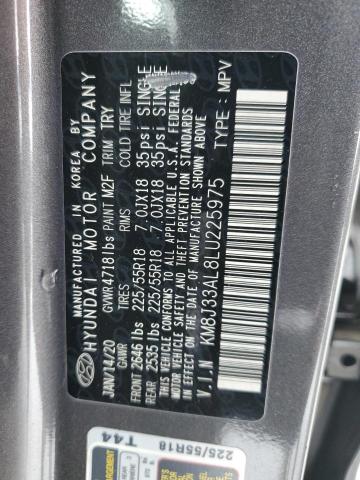 MANUFACTURED IN KOREA BY
HYUNDAI MOTOR COMPANY
JAN/14/20 GVWR4718lbs PAINT M2F TRIM TRY
GAWR TIRES RIMS COLD TIRE INFL
FRONT 2646 lbs 225/55R18 7.0JX18 35psi SINGLE
REAR 2535 lbs 225/55R18 7.0JX18 35psi SINGLE
THIS VEHICLE CONFORMS TO ALL APPLICABLE U.S.A. FEDERAL
MOTOR VEHICLE SAFETY AND THEFT PREVENTION STANDARDS
IN EFFECT ON THE DATE OF MANUFACTURE SHOWN ABOVE
V.I.N KM8J33AL8LU225975 TYPE: MPV
T44
225/55R18